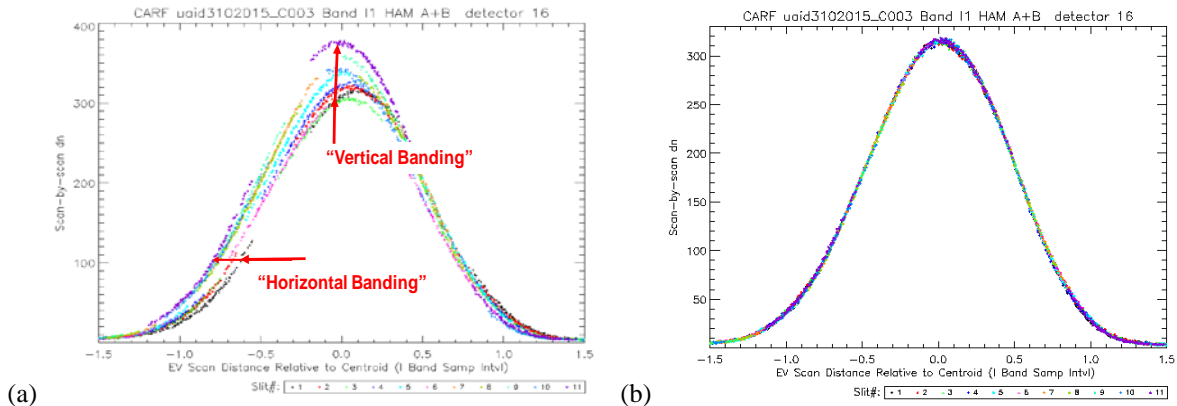 CARF uaid3102015_C003 Band I1 HAM A+B detector 16
400
300
200
100
Scan-by-scan dn
"Vertical Banding"
"Horizontal Banding"
-1.5 -1.0 -0.5 0.0 0.5 1.0 1.5
EV Scan Distance Relative to Centroid (I Band Samp Intvl)
Slit#: 1 2 3 4 5 6 7 8 9 10 11
(a)
CARF uaid3102015_C003 Band I1 HAM A+B detector 16
300
250
200
150
100
50
Scan-by-scan dn
-1.5 -1.0 -0.5 0.0 0.5 1.0 1.5
EV Scan Distance Relative to Centroid (I Band Samp Intvl)
Slit#: 1 2 3 4 5 6 7 8 9 10 11
(b)